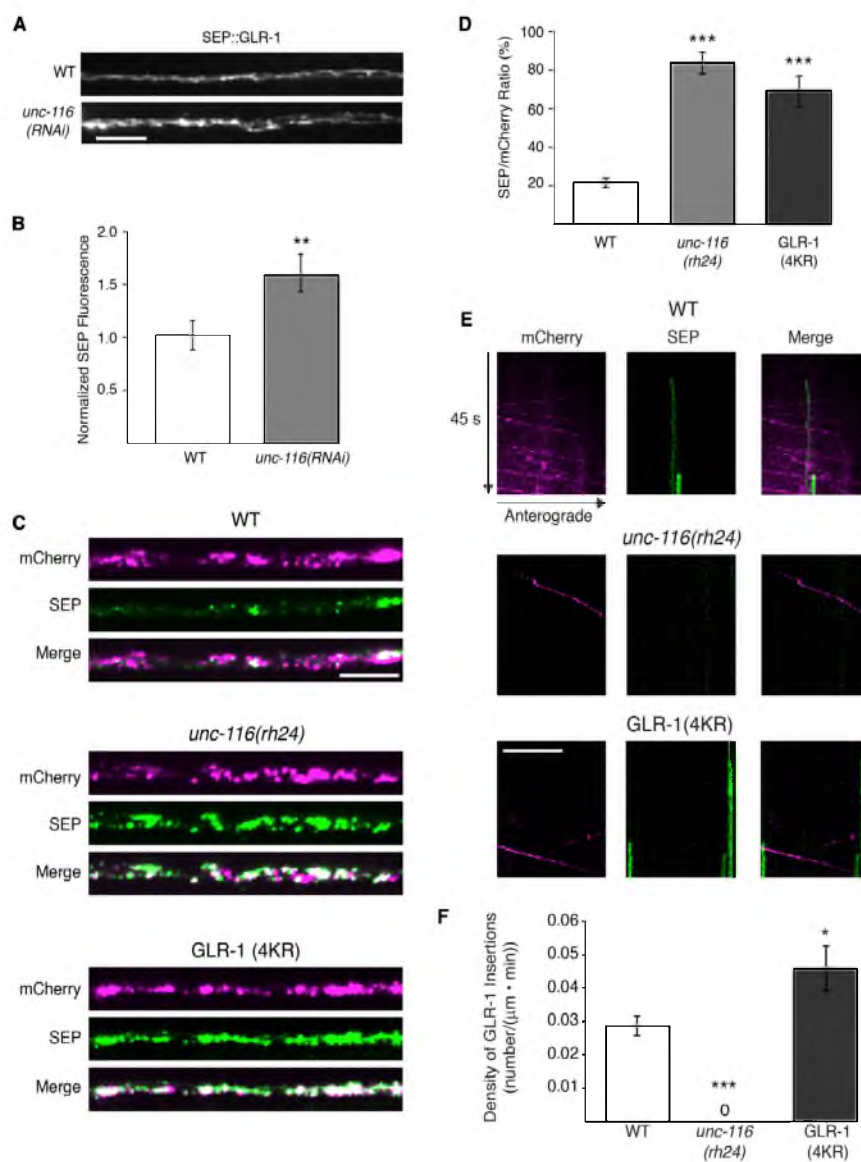 A
SEP::GLR-1
WT
unc-116
(RNAi)
B
Normalized SEP Fluorescence
2.0
1.5
1.0
0.5
**
WT
unc-116(RNAi)
C
WT
mCherry
SEP
Merge
unc-116(rh24)
mCherry
SEP
Merge
GLR-1 (4KR)
mCherry
SEP
Merge
D
SEP/mCherry Ratio (%)
100
80
60
40
20
***
***
WT
unc-116
(rh24)
GLR-1
(4KR)
E
WT
mCherry
SEP
Merge
45 s
Anterograde
unc-116(rh24)
GLR-1(4KR)
F
Density of GLR-1 Insertions
(number/(μm • min))
0.06
0.05
0.04
0.03
0.02
0.01
***
0
*
WT
unc-116
(rh24)
GLR-1
(4KR)